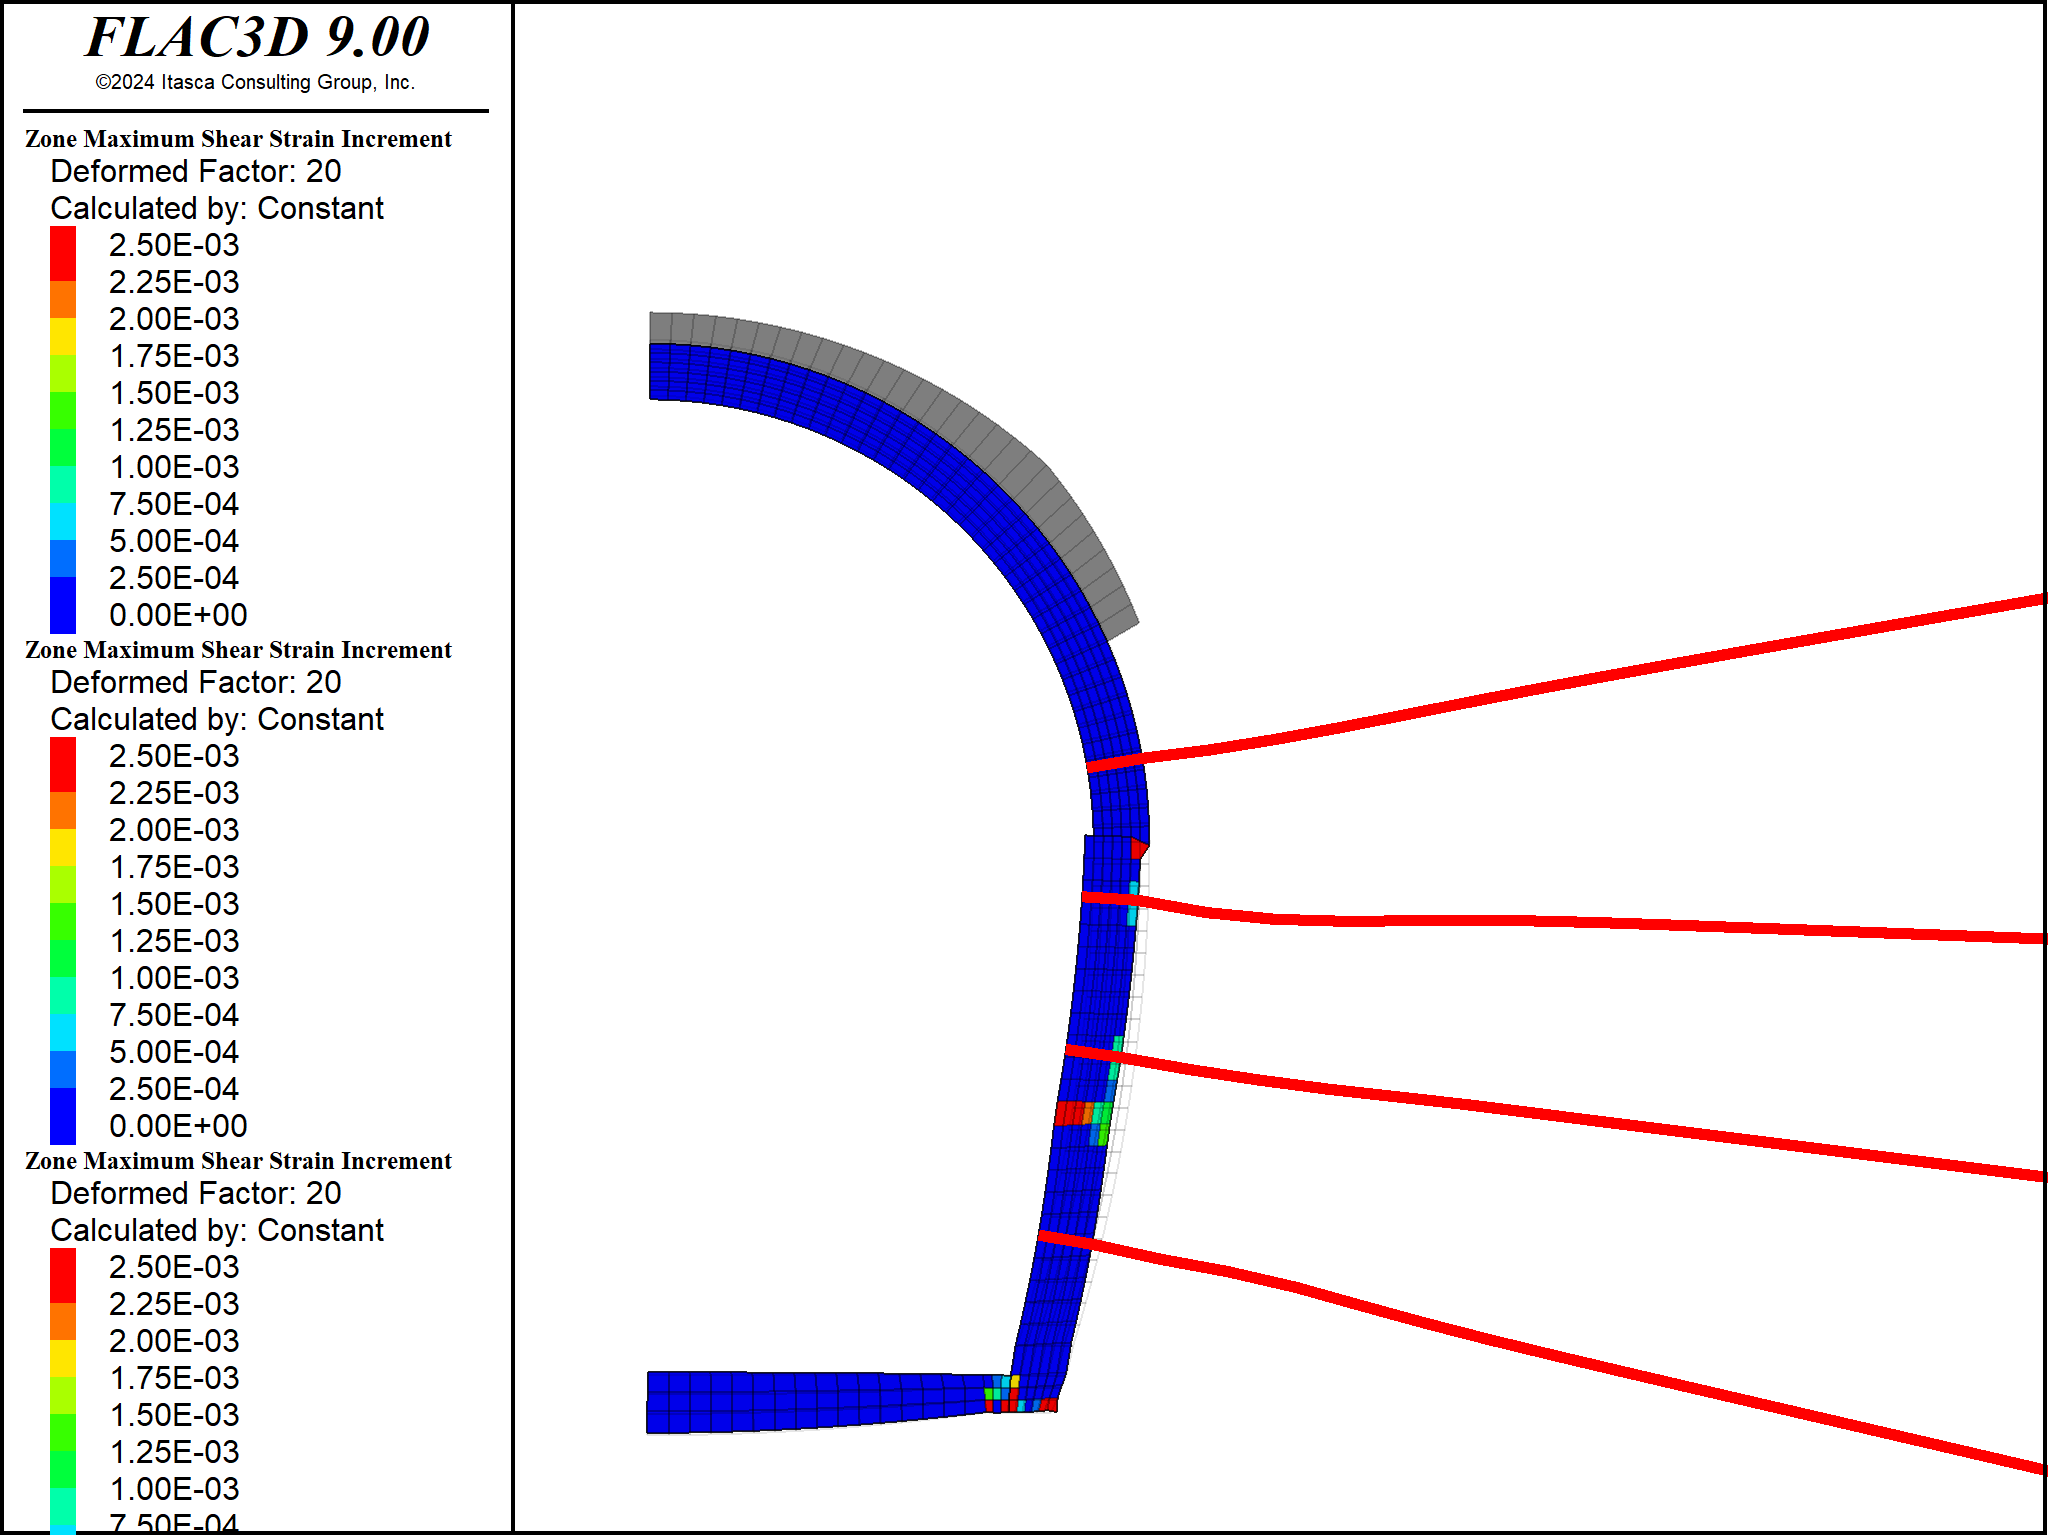 FLAC3D 9.00
©2024 Itasca Consulting Group, Inc.
Zone Maximum Shear Strain Increment
Deformed Factor: 20
Calculated by: Constant
2.50E-03
2.25E-03
2.00E-03
1.75E-03
1.50E-03
1.25E-03
1.00E-03
7.50E-04
5.00E-04
2.50E-04
0.00E+00
Zone Maximum Shear Strain Increment
Deformed Factor: 20
Calculated by: Constant
2.50E-03
2.25E-03
2.00E-03
1.75E-03
1.50E-03
1.25E-03
1.00E-03
7.50E-04
5.00E-04
2.50E-04
0.00E+00
Zone Maximum Shear Strain Increment
Deformed Factor: 20
Calculated by: Constant
2.50E-03
2.25E-03
2.00E-03
1.75E-03
1.50E-03
1.25E-03
1.00E-03
7.50E-04